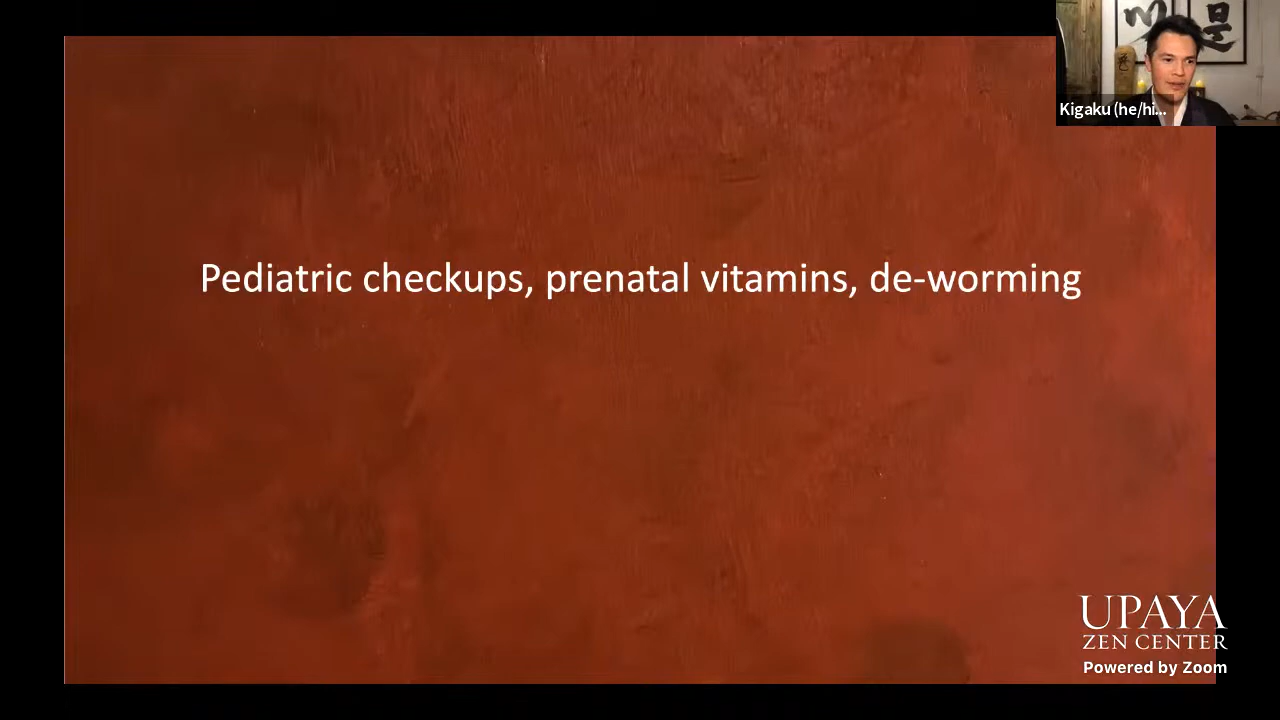 Kigaku (he/hi...
Pediatric checkups, prenatal vitamins, de-worming
UPAYA
ZEN CENTER
Powered by Zoom